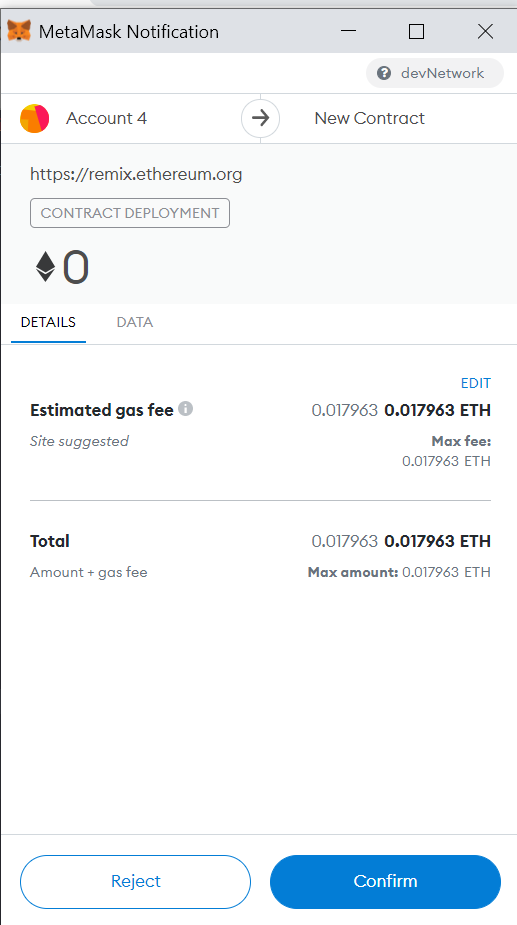 MetaMask Notification
devNetwork
Account 4
New Contract
https://remix.ethereum.org
CONTRACT DEPLOYMENT
0
DETAILS DATA
EDIT
Estimated gas fee 0.017963 0.017963 ETH
Site suggested Max fee:
0.017963 ETH
Total 0.017963 0.017963 ETH
Amount + gas fee Max amount: 0.017963 ETH
Reject Confirm